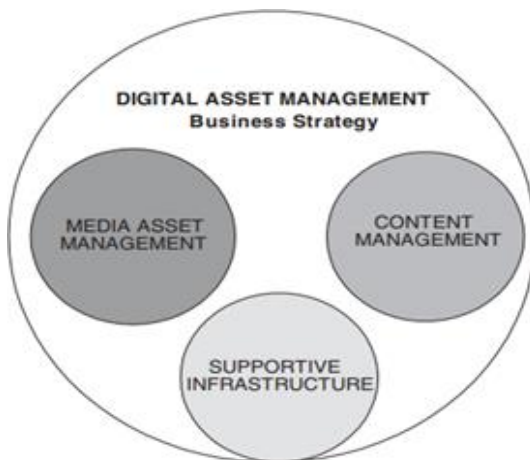 DIGITAL ASSET MANAGEMENT
Business Strategy
MEDIA ASSET
MANAGEMENT
CONTENT
MANAGEMENT
SUPPORTIVE
INFRASTRUCTURE